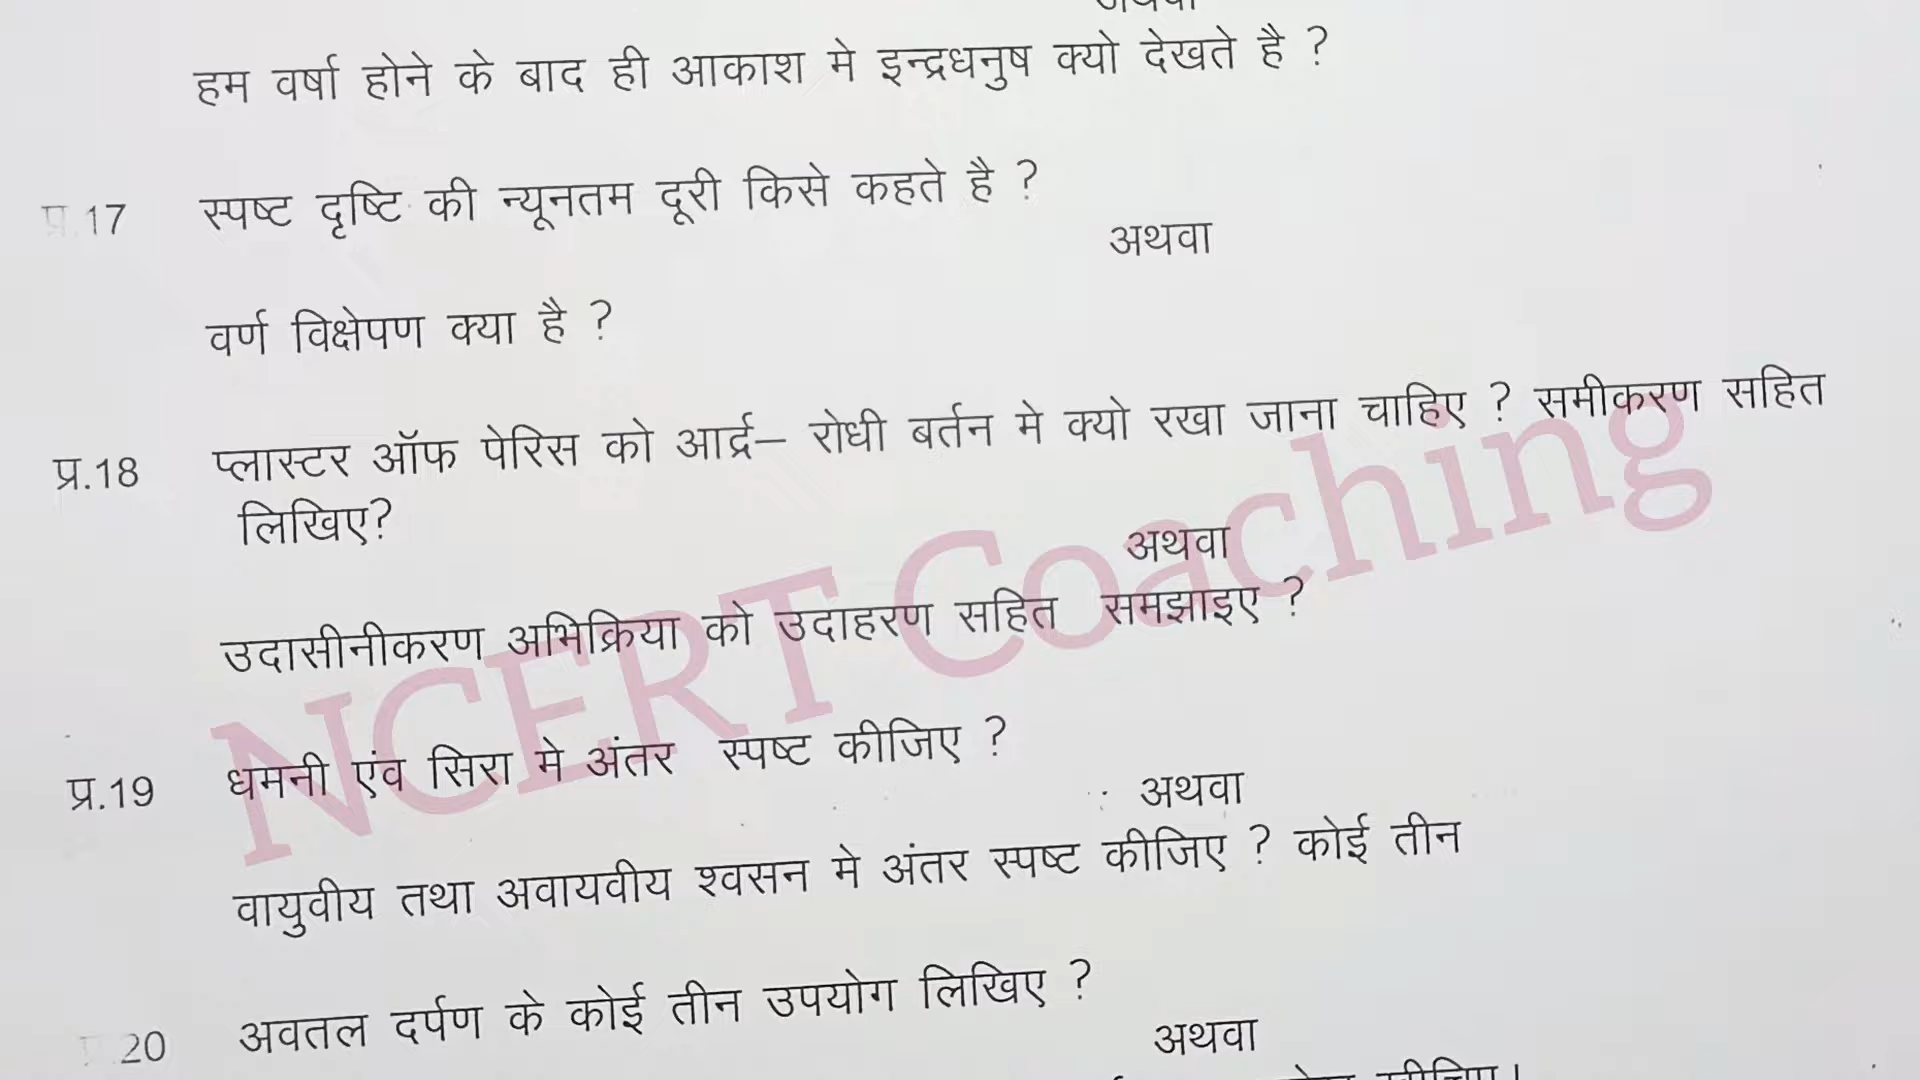 अथवा
हम वर्षा होने के बाद ही आकाश मे इन्द्रधनुष क्यो देखते है ?
प्र.17 स्पष्ट दृष्टि की न्यूनतम दूरी किसे कहते है ?
अथवा
वर्ण विक्षेपण क्या है ?
प्र.18 प्लास्टर ऑफ पेरिस को आर्द्र– रोधी बर्तन मे क्यो रखा जाना चाहिए ? समीकरण सहित
लिखिए?
अथवा
उदासीनीकरण अभिक्रिया को उदाहरण सहित समझाइए ?
प्र.19 धमनी एंव सिरा मे अंतर स्पष्ट कीजिए ?
अथवा
वायुवीय तथा अवायवीय श्वसन मे अंतर स्पष्ट कीजिए ? कोई तीन
20 अवतल दर्पण के कोई तीन उपयोग लिखिए ?
अथवा
NCERT Coaching